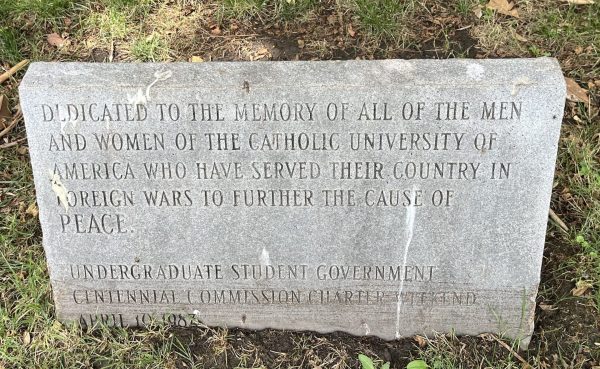 DEDICATED TO THE MEMORY OF ALL OF THE MEN
AND WOMEN OF THE CATHOLIC UNIVERSITY OF
AMERICA WHO HAVE SERVED THEIR COUNTRY IN
FOREIGN WARS TO FURTHER THE CAUSE OF
PEACE.
UNDERGRADUATE STUDENT GOVERNMENT
CENTENNIAL COMMISSION CHARTER WEEKEND
APRIL 10, 1987